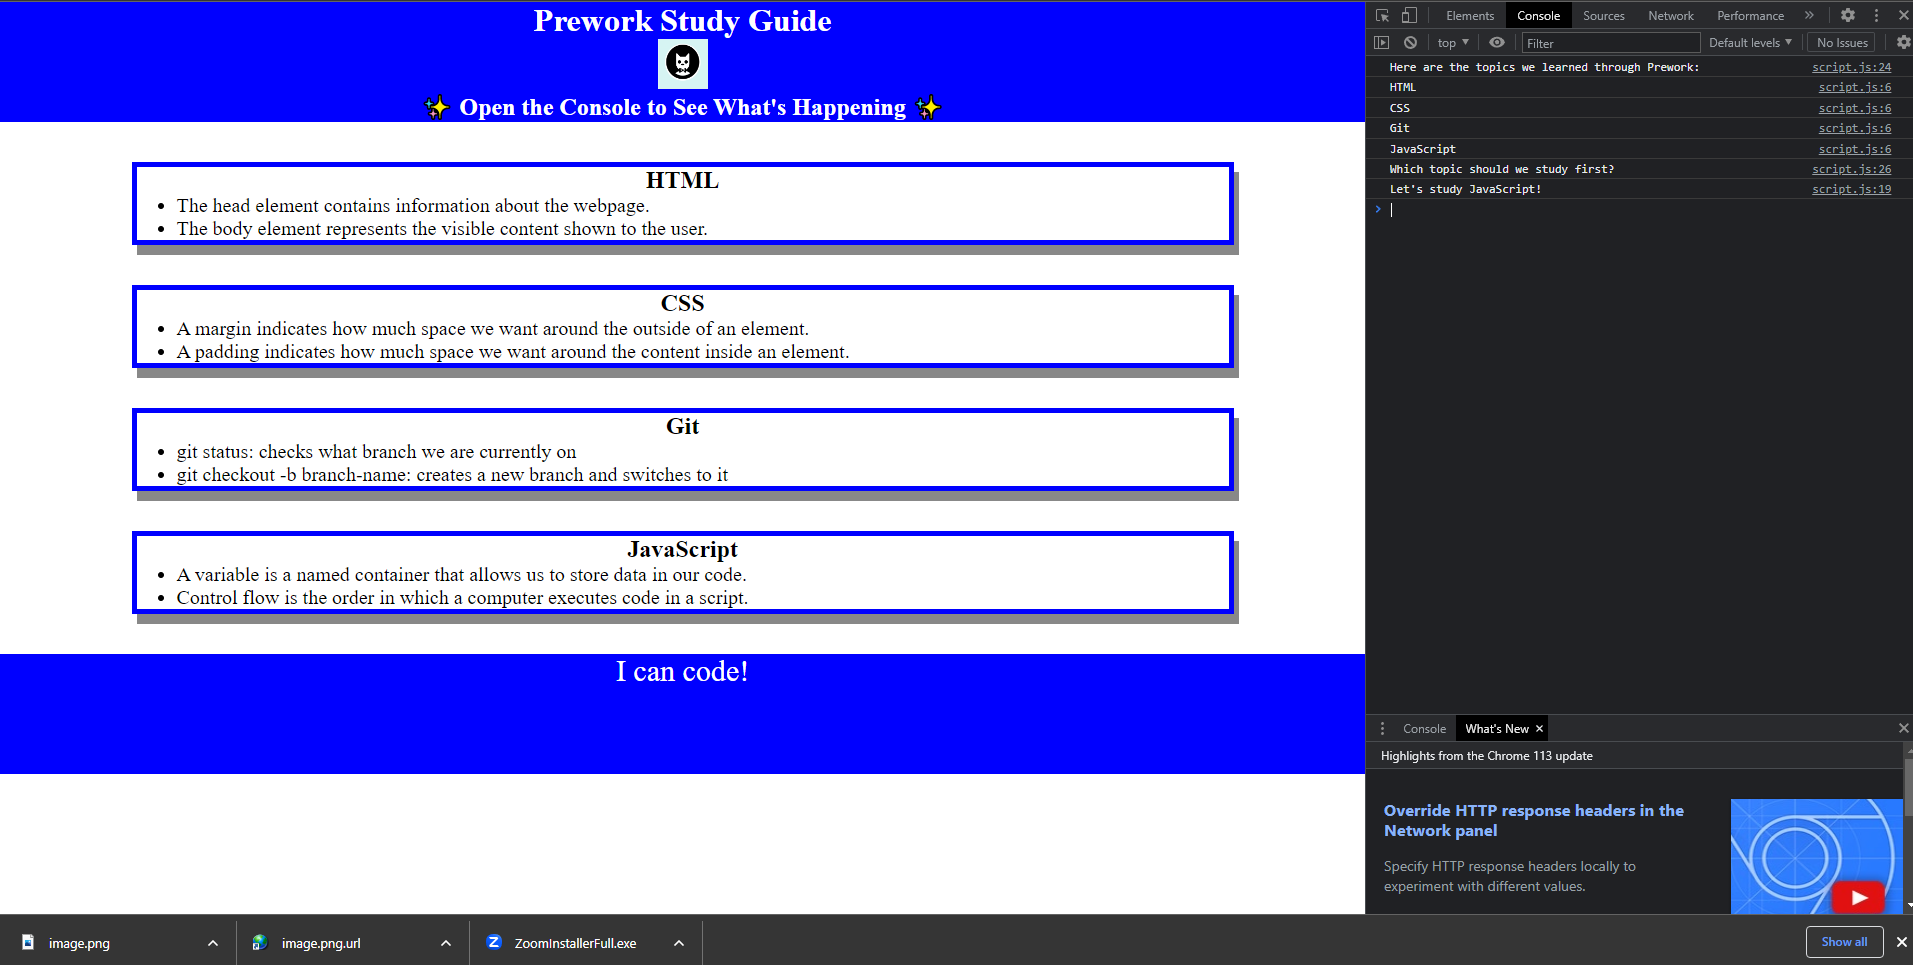 Prework Study Guide
✨ Open the Console to See What's Happening ✨
HTML
• The head element contains information about the webpage.
• The body element represents the visible content shown to the user.
CSS
• A margin indicates how much space we want around the outside of an element.
• A padding indicates how much space we want around the content inside an element.
Git
• git status: checks what branch we are currently on
• git checkout -b branch-name: creates a new branch and switches to it
JavaScript
• A variable is a named container that allows us to store data in our code.
• Control flow is the order in which a computer executes code in a script.
I can code!
Elements Console Sources Network Performance »
top ▼ Filter Default levels ▼ No Issues
Here are the topics we learned through Prework: script.js:24
HTML script.js:6
CSS script.js:6
Git script.js:6
JavaScript script.js:6
Which topic should we study first? script.js:26
Let's study JavaScript! script.js:19
Console What's New ×
Highlights from the Chrome 113 update
Override HTTP response headers in the
Network panel
Specify HTTP response headers locally to
experiment with different values.
image.png image.png.url ZoomInstallerFull.exe Show all